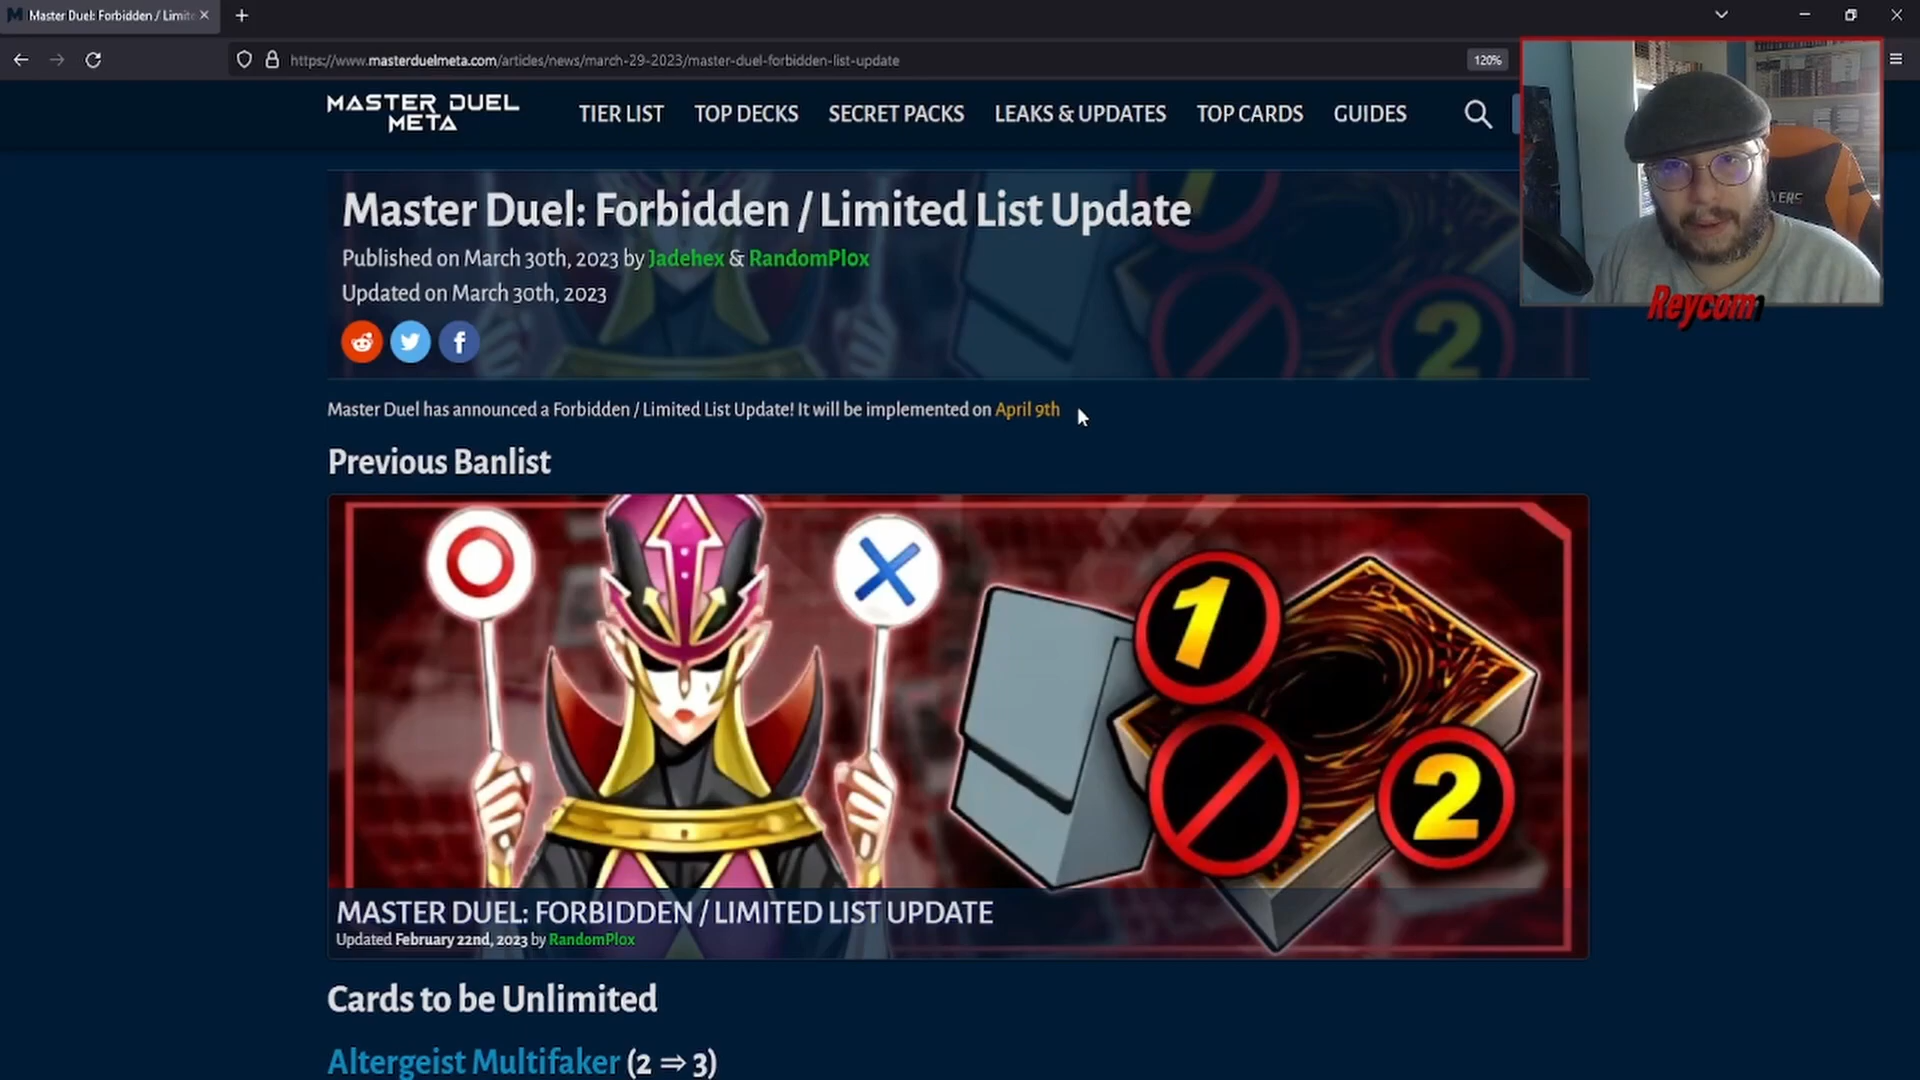 Master Duel: Forbidden / Limite
https://www.masterduelmeta.com/articles/news/march-29-2023/master-duel-forbidden-list-update
120%
MASTER DUEL
META
TIER LIST
TOP DECKS
SECRET PACKS
LEAKS & UPDATES
TOP CARDS
GUIDES
YERS
Reycom
Master Duel: Forbidden / Limited List Update
Published on March 30th, 2023 by Jadehex & RandomPlox
Updated on March 30th, 2023
2
Master Duel has announced a Forbidden / Limited List Update! It will be implemented on April 9th
Previous Banlist
1
2
MASTER DUEL: FORBIDDEN / LIMITED LIST UPDATE
Updated February 22nd, 2023 by RandomPlox
Cards to be Unlimited
Altergeist Multifaker (2 ⇒ 3)